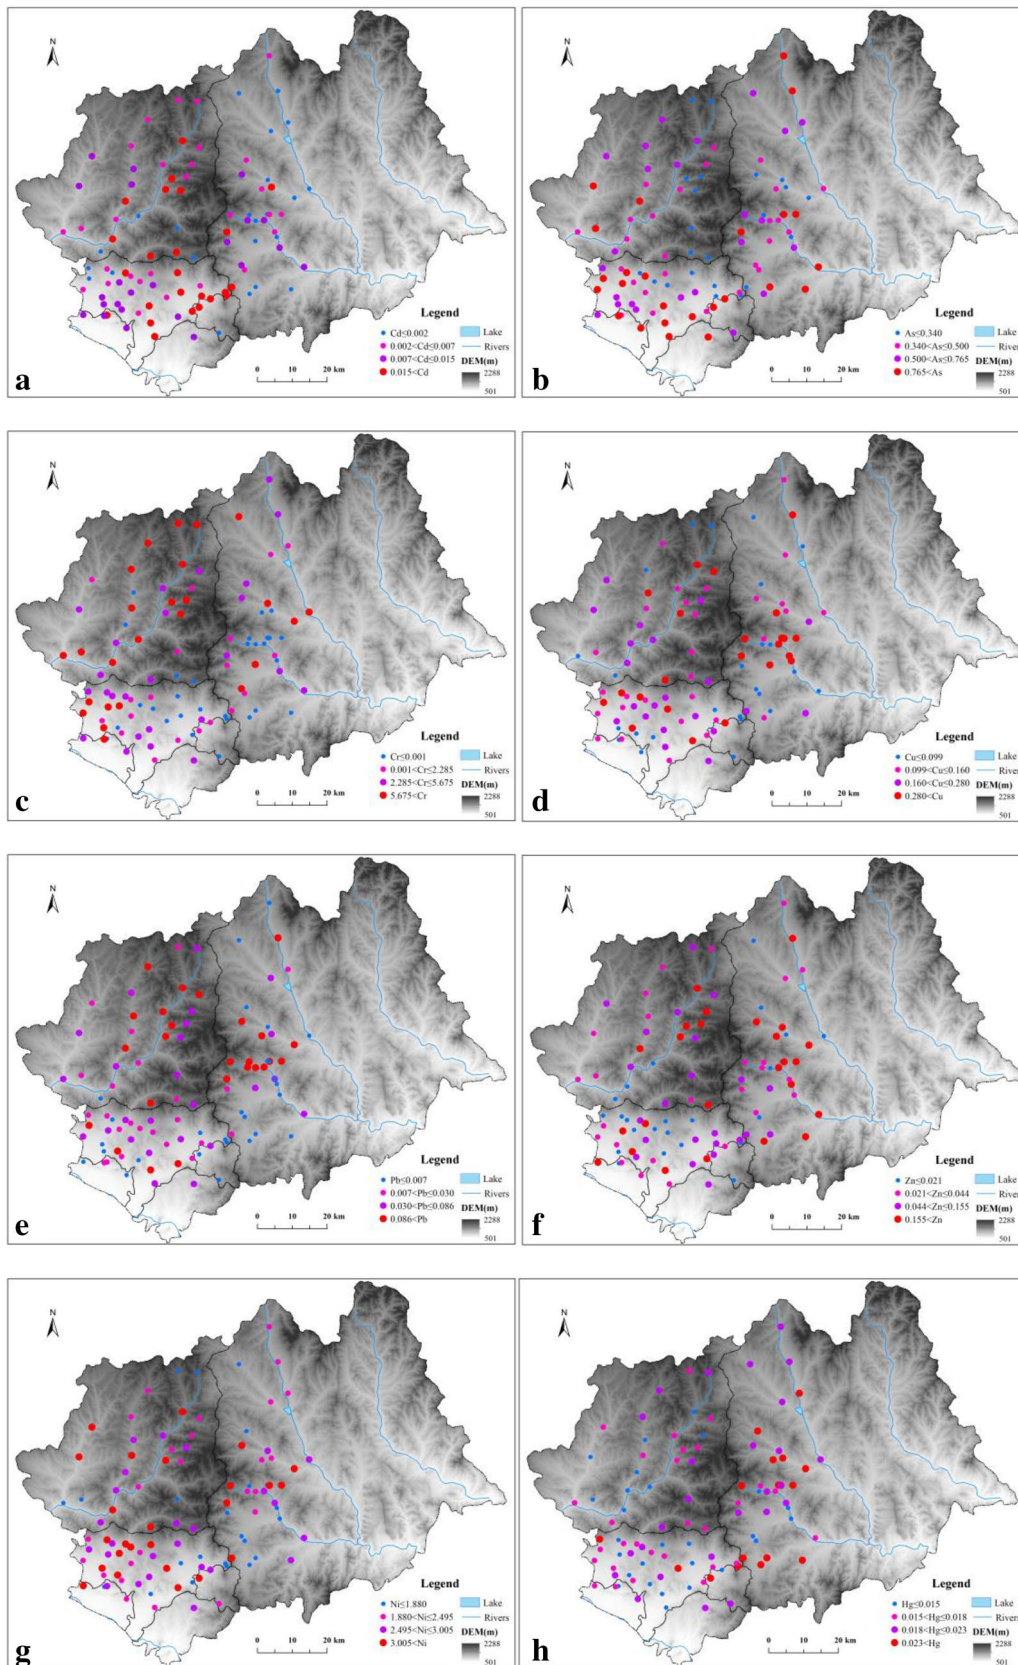 N
Legend
Cd≤0.002 Lake
0.002<Cd≤0.007 Rivers
0.007<Cd≤0.015 DEM(m)
0.015<Cd 2288
501
0 10 20 km
a
N
Legend
As≤0.340 Lake
0.340<As≤0.500 Rivers
0.500<As≤0.765 DEM(m)
0.765<As 2288
501
0 10 20 km
b
N
Legend
Cr≤0.001 Lake
0.001<Cr≤2.285 Rivers
2.285<Cr≤5.675 DEM(m)
5.675<Cr 2288
501
0 10 20 km
c
N
Legend
Cu≤0.099 Lake
0.099<Cu≤0.160 Rivers
0.160<Cu≤0.280 DEM(m)
0.280<Cu 2288
501
0 10 20 km
d
N
Legend
Pb≤0.007 Lake
0.007<Pb≤0.030 Rivers
0.030<Pb≤0.086 DEM(m)
0.086<Pb 2288
501
0 10 20 km
e
N
Legend
Zn≤0.021 Lake
0.021<Zn≤0.044 Rivers
0.044<Zn≤0.155 DEM(m)
0.155<Zn 2288
501
0 10 20 km
f
N
Legend
Ni≤1.880 Lake
1.880<Ni≤2.495 Rivers
2.495<Ni≤3.005 DEM(m)
3.005<Ni 2288
501
0 10 20 km
g
N
Legend
Hg≤0.015 Lake
0.015<Hg≤0.018 Rivers
0.018<Hg≤0.023 DEM(m)
0.023<Hg 2288
501
0 10 20 km
h